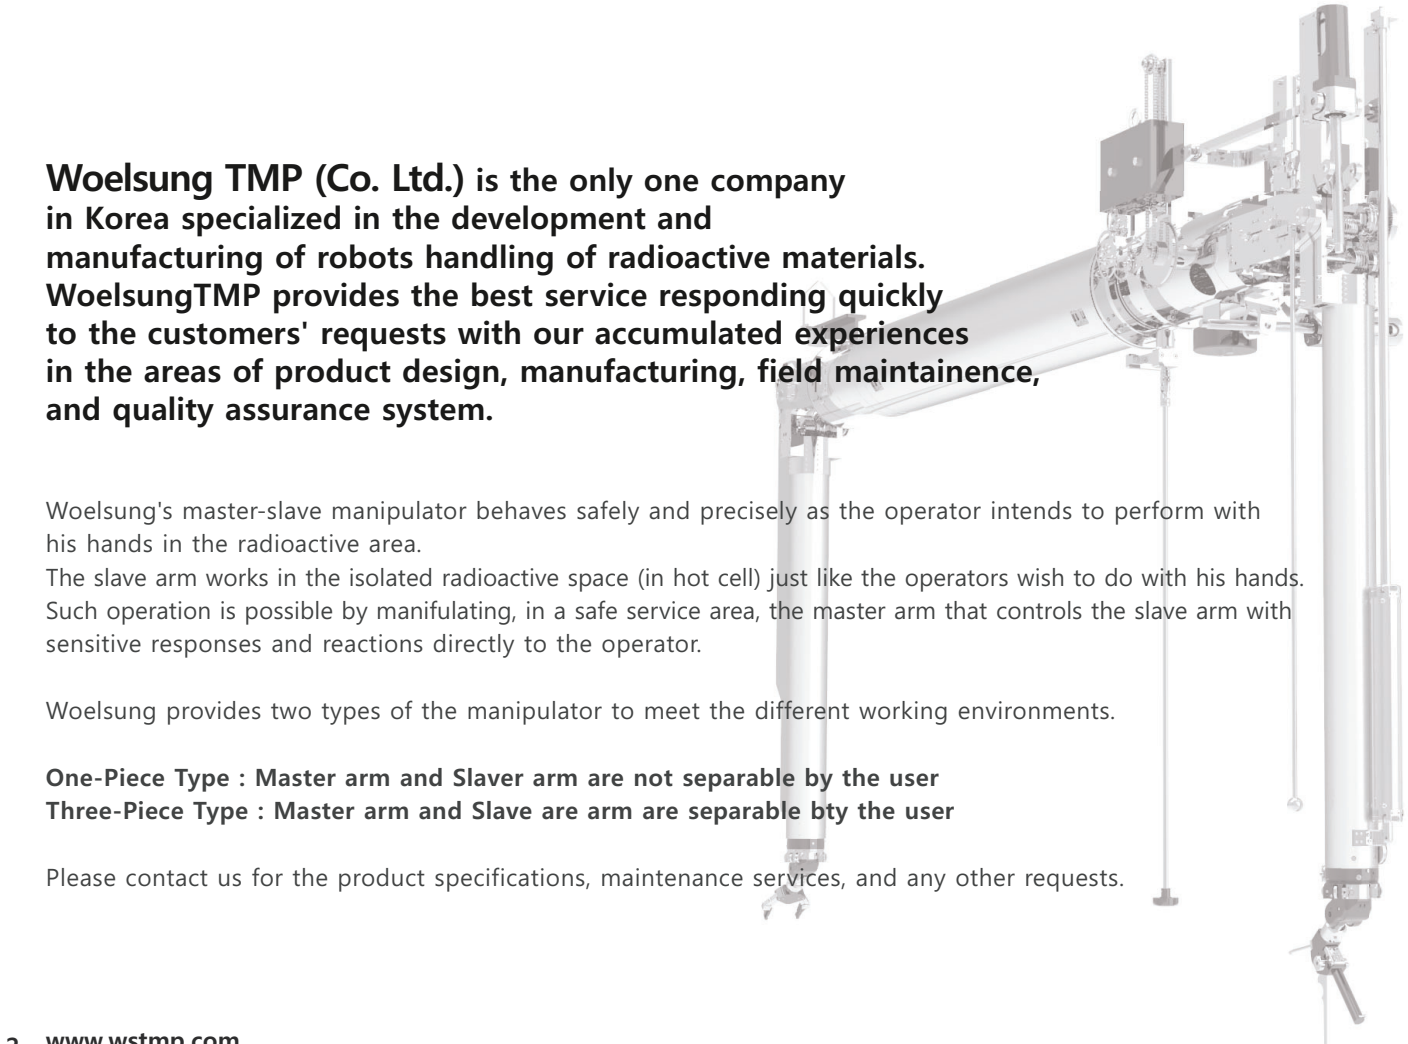 Woelsung TMP (Co. Ltd.) is the only one company
in Korea specialized in the development and
manufacturing of robots handling of radioactive materials.
WoelsungTMP provides the best service responding quickly
to the customers' requests with our accumulated experiences
in the areas of product design, manufacturing, field maintainence,
and quality assurance system.
Woelsung's master-slave manipulator behaves safely and precisely as the operator intends to perform with
his hands in the radioactive area.
The slave arm works in the isolated radioactive space (in hot cell) just like the operators wish to do with his hands.
Such operation is possible by manifulating, in a safe service area, the master arm that controls the slave arm with
sensitive responses and reactions directly to the operator.
Woelsung provides two types of the manipulator to meet the different working environments.
One-Piece Type : Master arm and Slaver arm are not separable by the user
Three-Piece Type : Master arm and Slave are arm are separable bty the user
Please contact us for the product specifications, maintenance services, and any other requests.
2 www.wstmp.com